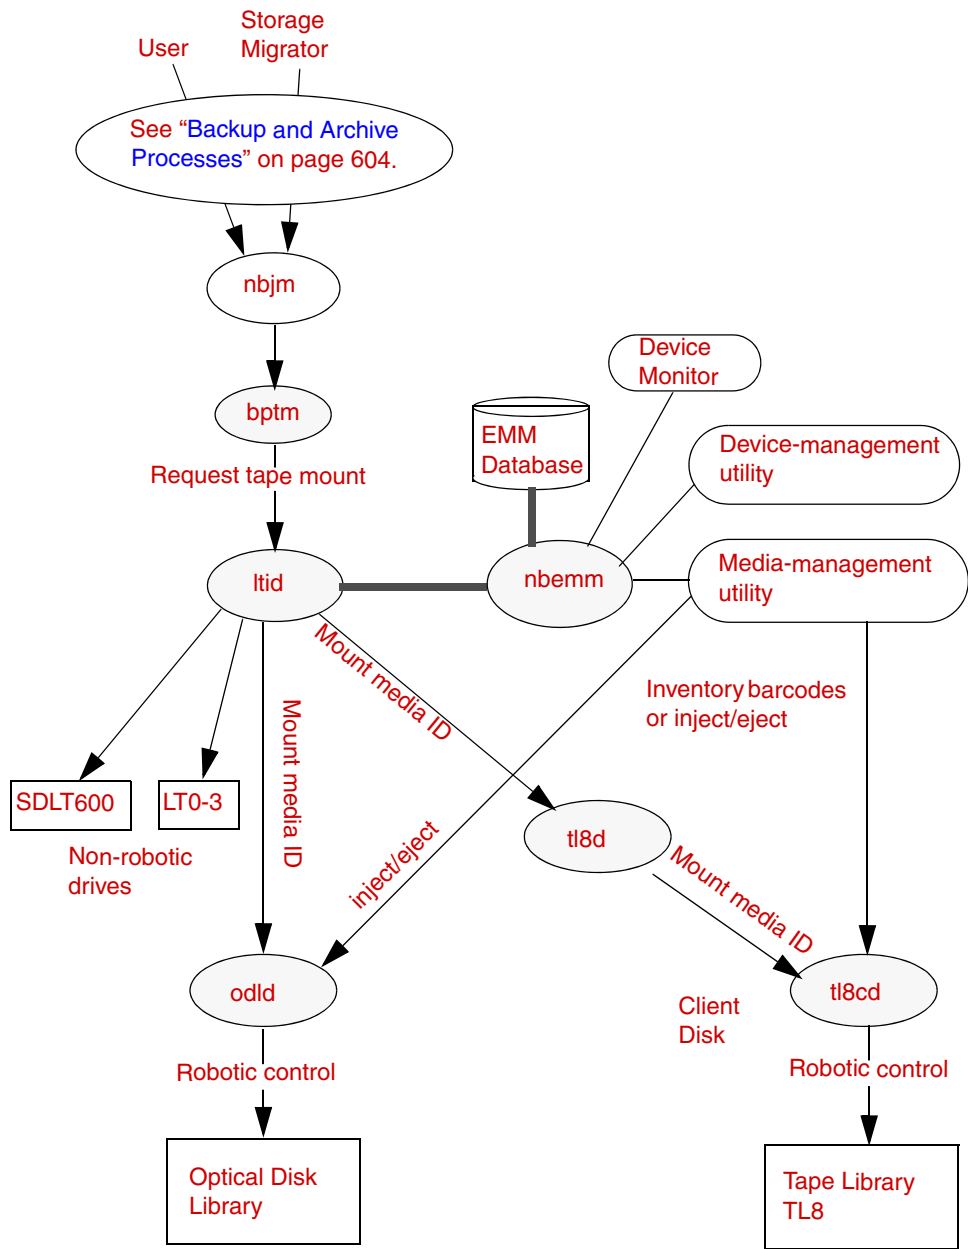 User
Storage
Migrator
See “Backup and Archive
Processes” on page 604.
nbjm
Device
Monitor
bptm
EMM
Database
Device-management
utility
Request tape mount
ltid
nbemm
Media-management
utility
Mount media ID
Mount media ID
Inventory barcodes
or inject/eject
SDLT600
LT0-3
Non-robotic
drives
inject/eject
tl8d
Mount media ID
odld
Client
Disk
tl8cd
Robotic control
Robotic control
Optical Disk
Library
Tape Library
TL8